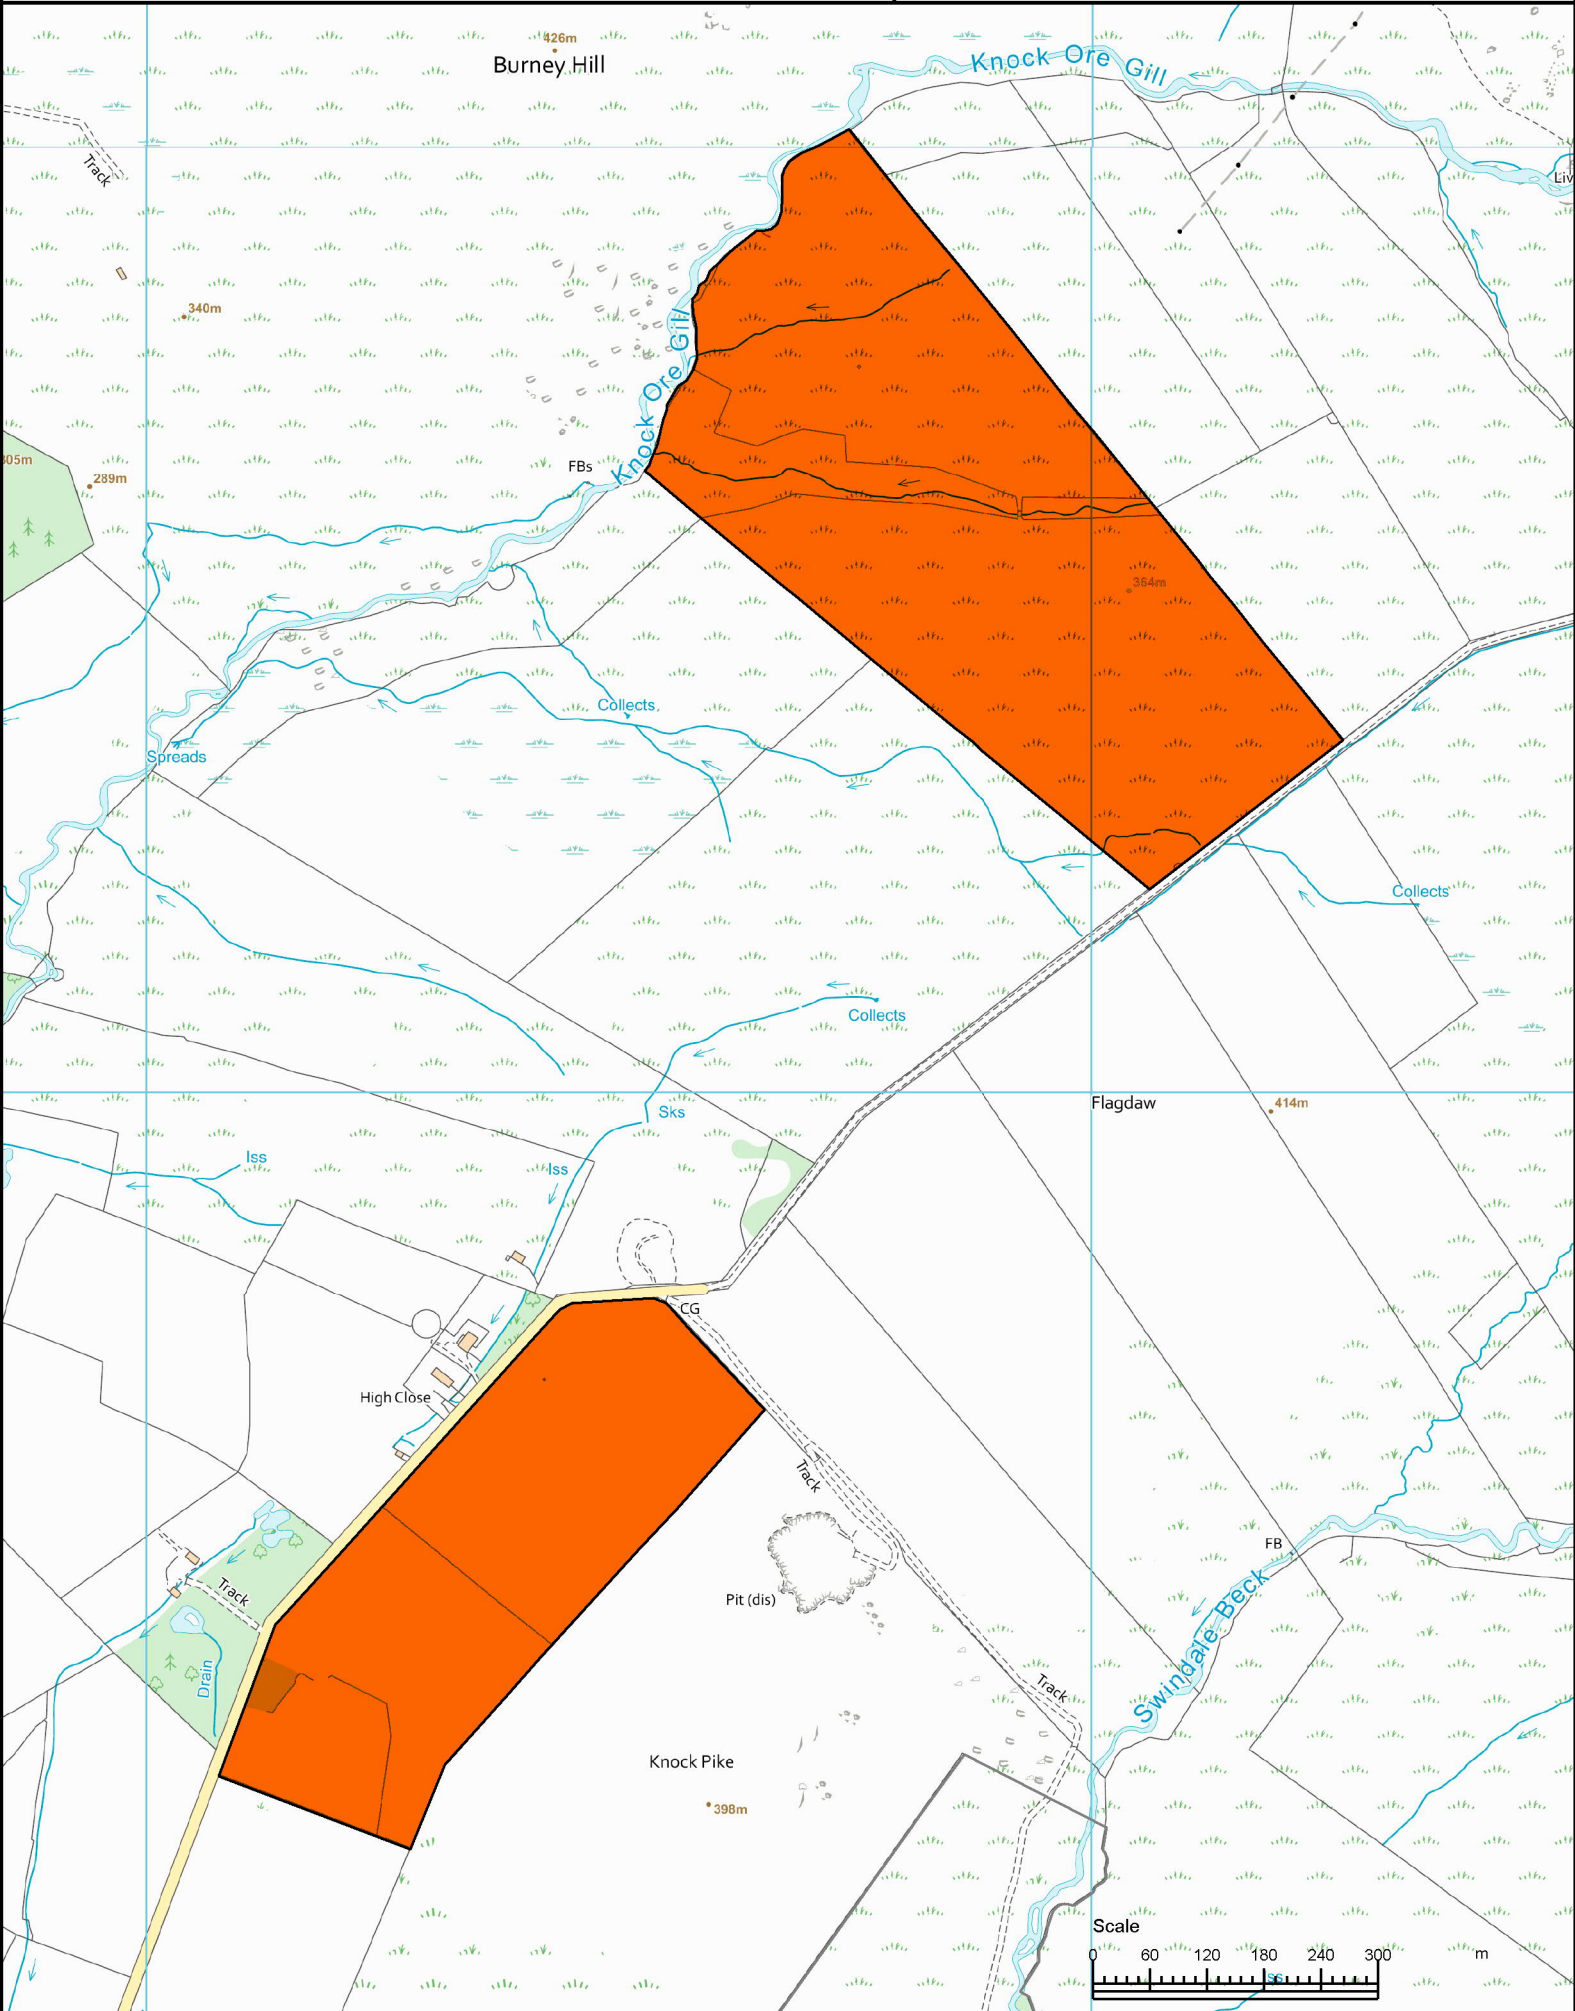 426m
Burney Hill
Knock Ore Gill
Track
Liv
340m
Knock Ore Gill
305m
289m
FBs
364m
Collects
Spreads
Collects
Collects
Flagdaw
414m
Sks
Iss
Iss
CG
High Close
Track
Pit (dis)
FB
Track
Drain
Swindale Beck
Track
Knock Pike
398m
Scale
0 60 120 180 240 300 m